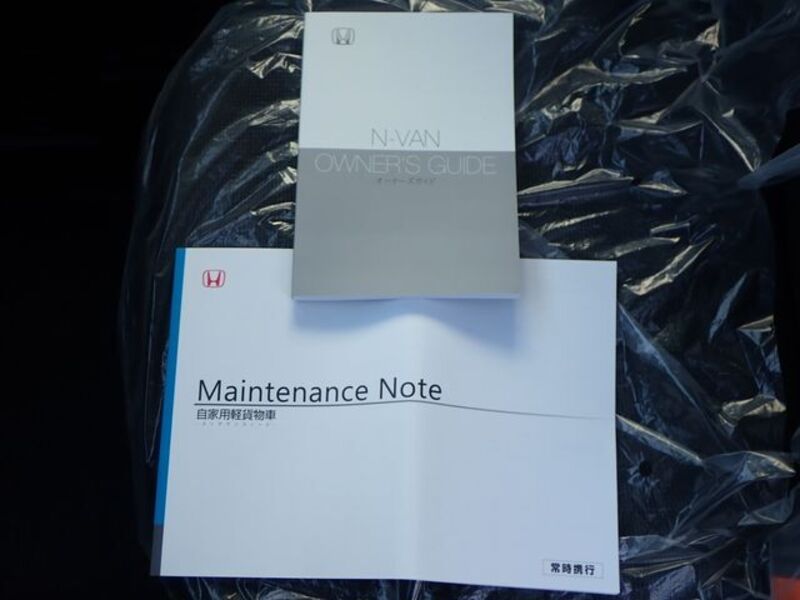 N-VAN
OWNER'S GUIDE
オーナーズガイド
Maintenance Note
自家用軽貨物車
常時携行